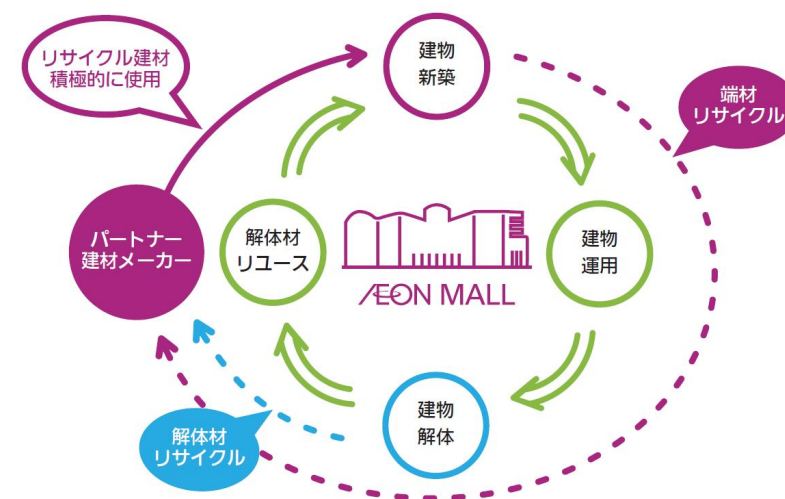 リサイクル建材
積極的に使用
建物
新築
端材
リサイクル
パートナー
建材メーカー
解体材
リユース
建物
運用
ÆON MALL
建物
解体
解体材
リサイクル